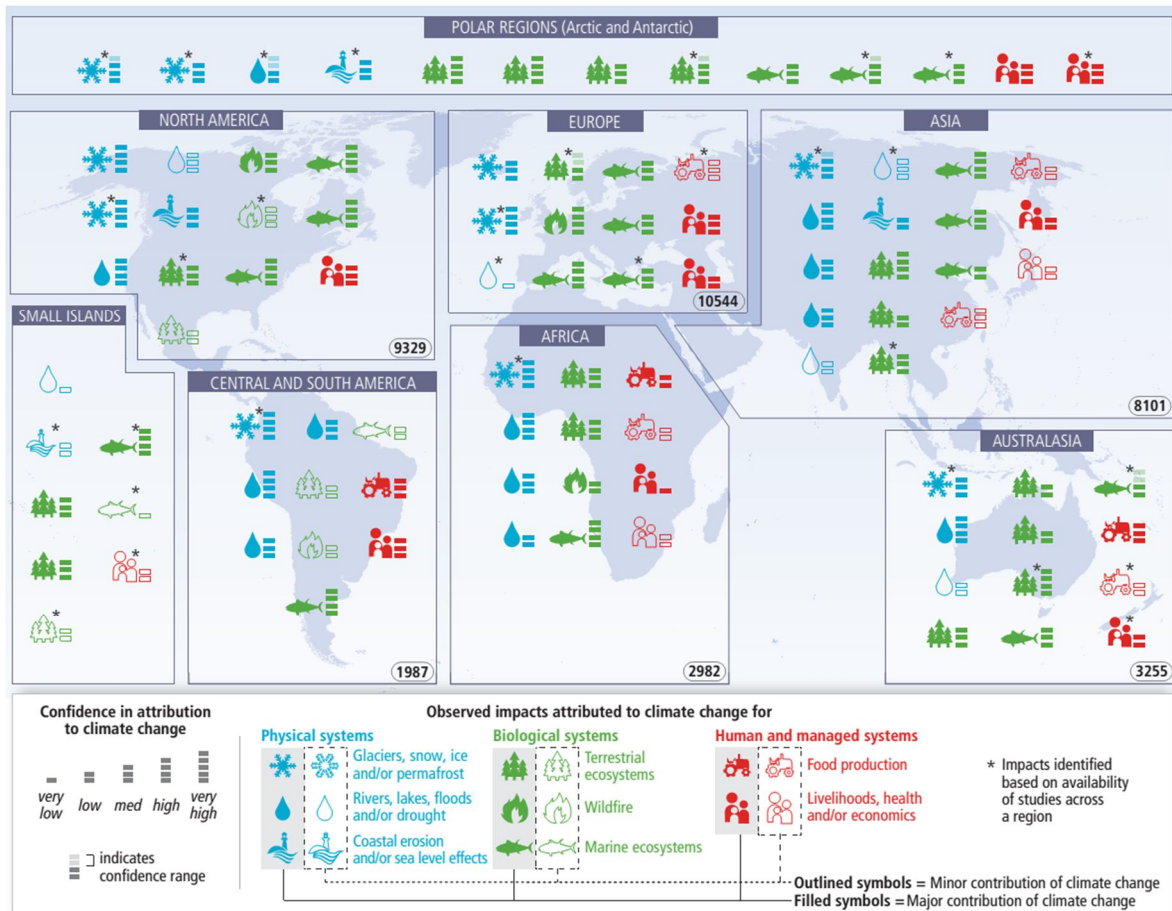 POLAR REGIONS (Arctic and Antarctic)
* * * * * * * *
NORTH AMERICA
* * *
9329
EUROPE
* * * * *
10544
ASIA
* * * *
8101
SMALL ISLANDS
* * * * *
CENTRAL AND SOUTH AMERICA
*
1987
AFRICA
*
2982
AUSTRALASIA
* * * * *
3255
Confidence in attribution
to climate change
very low
low
med
high
very high
indicates
confidence range
Observed impacts attributed to climate change for
Physical systems
Glaciers, snow, ice
and/or permafrost
Rivers, lakes, floods
and/or drought
Coastal erosion
and/or sea level effects
Biological systems
Terrestrial
ecosystems
Wildfire
Marine ecosystems
Human and managed systems
Food production
Livelihoods, health
and/or economics
* Impacts identified
based on availability
of studies across
a region
Outlined symbols = Minor contribution of climate change
Filled symbols = Major contribution of climate change